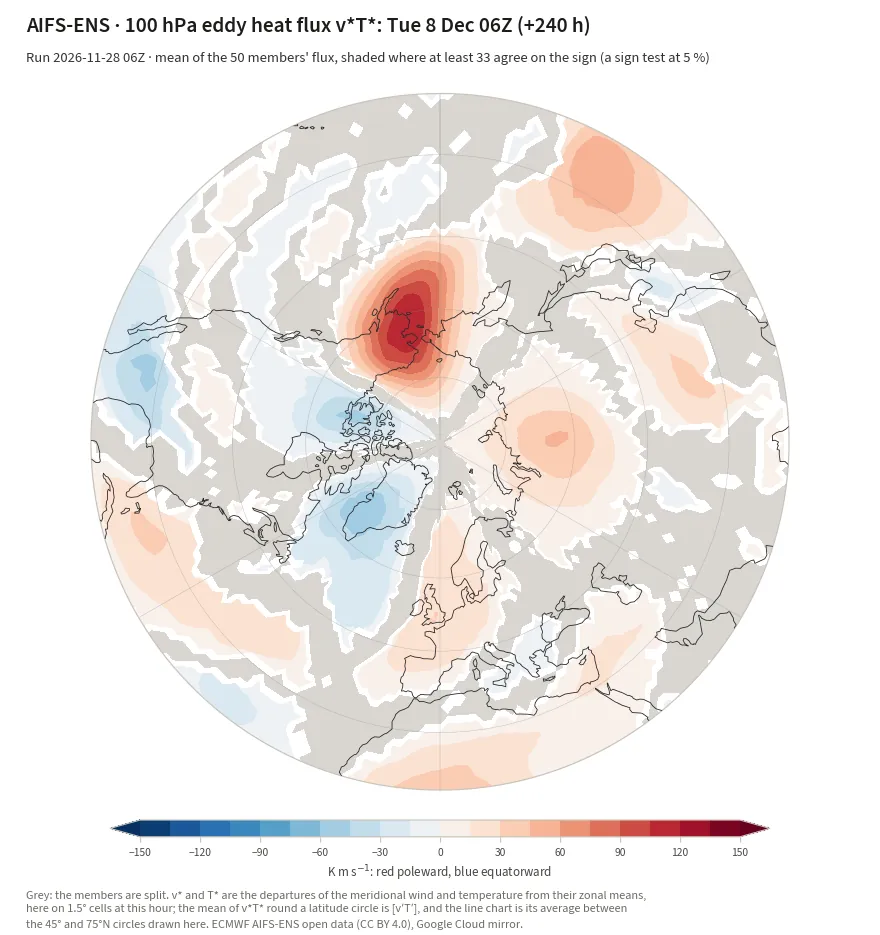 AIFS-ENS · 100 hPa eddy heat flux v*T*: Tue 8 Dec 06Z (+240 h)
Run 2026-11-28 06Z · mean of the 50 members' flux, shaded where at least 33 agree on the sign (a sign test at 5 %)
−150 −120 −90 −60 −30 0 30 60 90 120 150
K m s⁻¹: red poleward, blue equatorward
Grey: the members are split. v* and T* are the departures of the meridional wind and temperature from their zonal means,
here on 1.5° cells at this hour; the mean of v*T* round a latitude circle is [v'T'], and the line chart is its average between
the 45° and 75°N circles drawn here. ECMWF AIFS-ENS open data (CC BY 4.0), Google Cloud mirror.